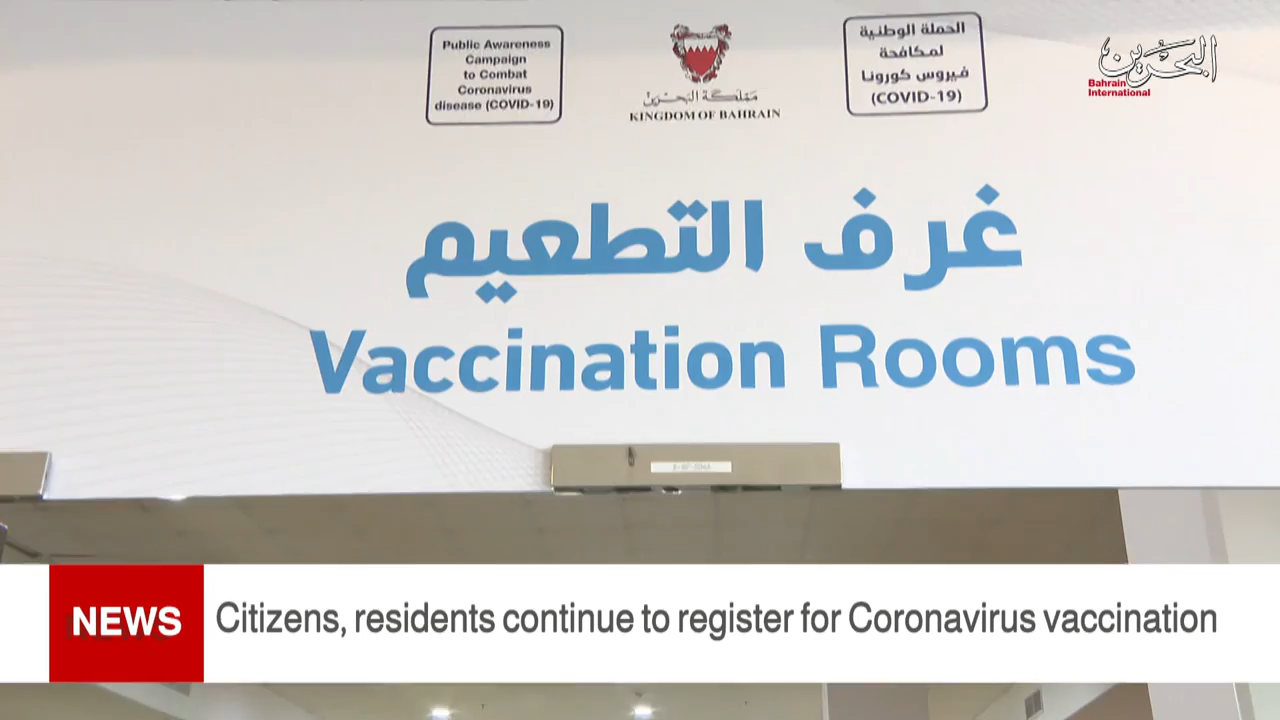 Public Awareness
Campaign
to Combat
Coronavirus
disease (COVID-19)
مملكة البحرين
KINGDOM OF BAHRAIN
الحملة الوطنية
لمكافحة
فيروس كورونا
(COVID-19)
البحرين
Bahrain
International
غرف التطعيم
Vaccination Rooms
NEWS
Citizens, residents continue to register for Coronavirus vaccination